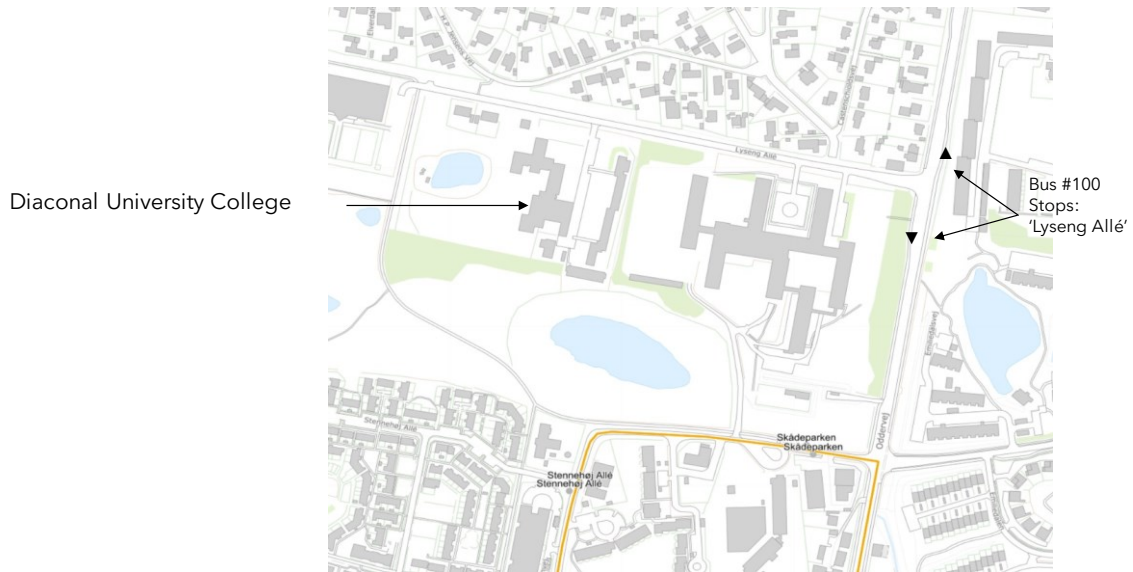 Diaconal University College
Bus #100
Stops:
'Lyseng Allé'
Lyseng Allé
Oddervej
Skådeparken
Skådeparken
Stennehøj Allé
Stennehøj Allé
Stennehøj Allé
Emiliedalsvej